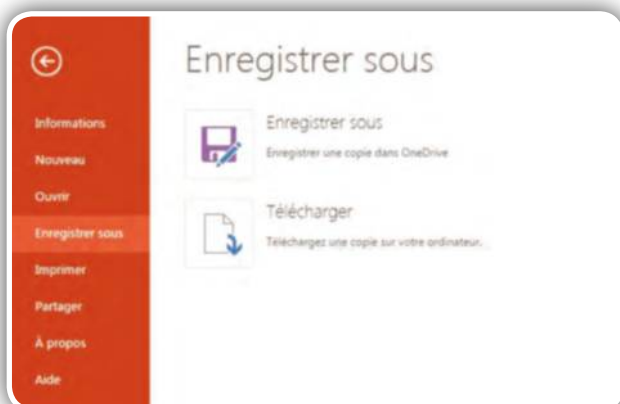 Enregistrer sous
Informations
Nouveau
Ouvrir
Enregistrer sous
Imprimer
Partager
À propos
Aide
Enregistrer sous
Enregistrer une copie dans OneDrive
Télécharger
Téléchargez une copie sur votre ordinateur.